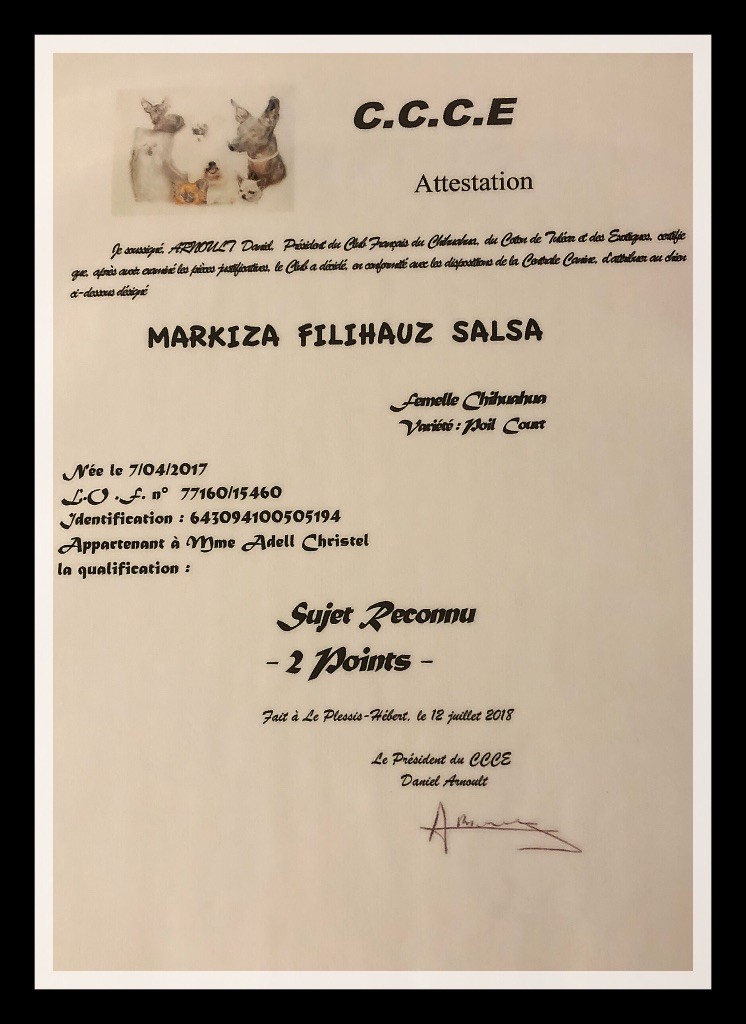 C.C.C.E
Attestation
Je soussigné, ARNOULT Daniel, Président du Club Français du Chihuahua, du Coton de Tuléar et des Exotiques, certifie
que, après avoir examiné les pièces justificatives, le Club a décidé, en conformité avec les dispositions de la Centrale Canine, d'attribuer au chien
ci-dessous désigné
MARKIZA FILIHAUZ SALSA
Femelle Chihuahua
Variété : Poil Court
Née le 7/04/2017
L.O .F. n° 77160/15460
Identification : 643094100505194
Appartenant à Mme Adell Christel
la qualification :
Sujet Reconnu
- 2 Points -
Fait à Le Plessis-Hébert, le 12 juillet 2018
Le Président du CCCE
Daniel Arnoult